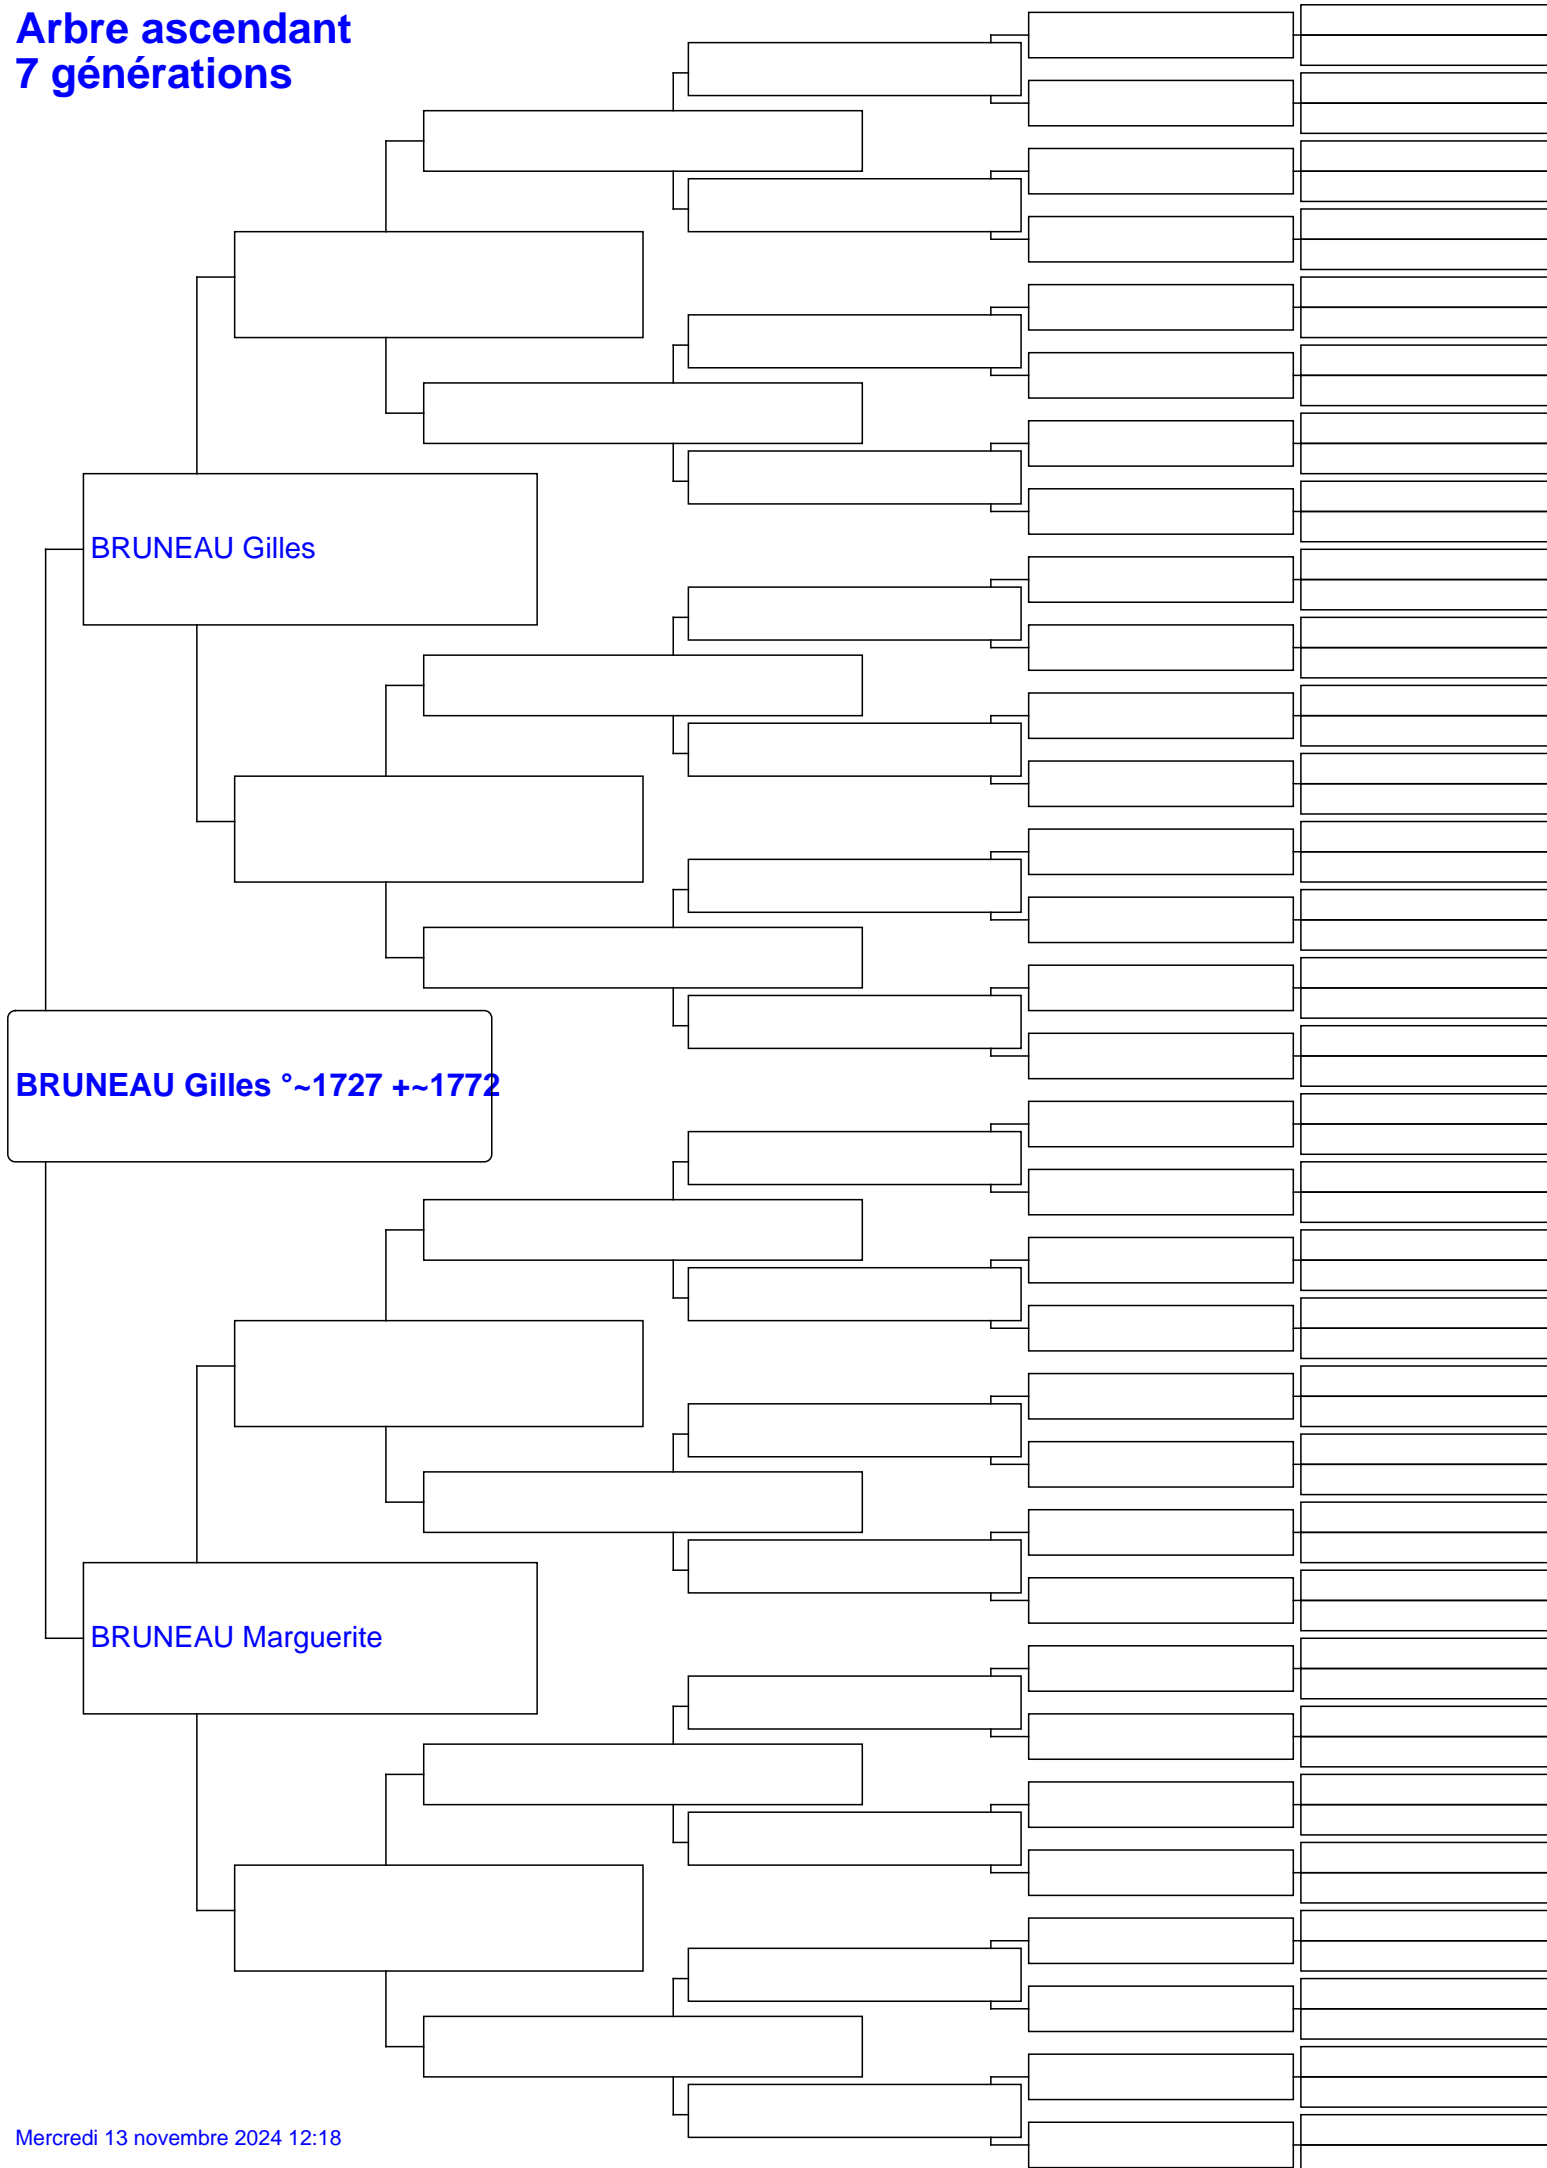 Arbre ascendant
7 générations
BRUNEAU Gilles
BRUNEAU Gilles °~1727 +~1772
BRUNEAU Marguerite
Mercredi 13 novembre 2024 12:18